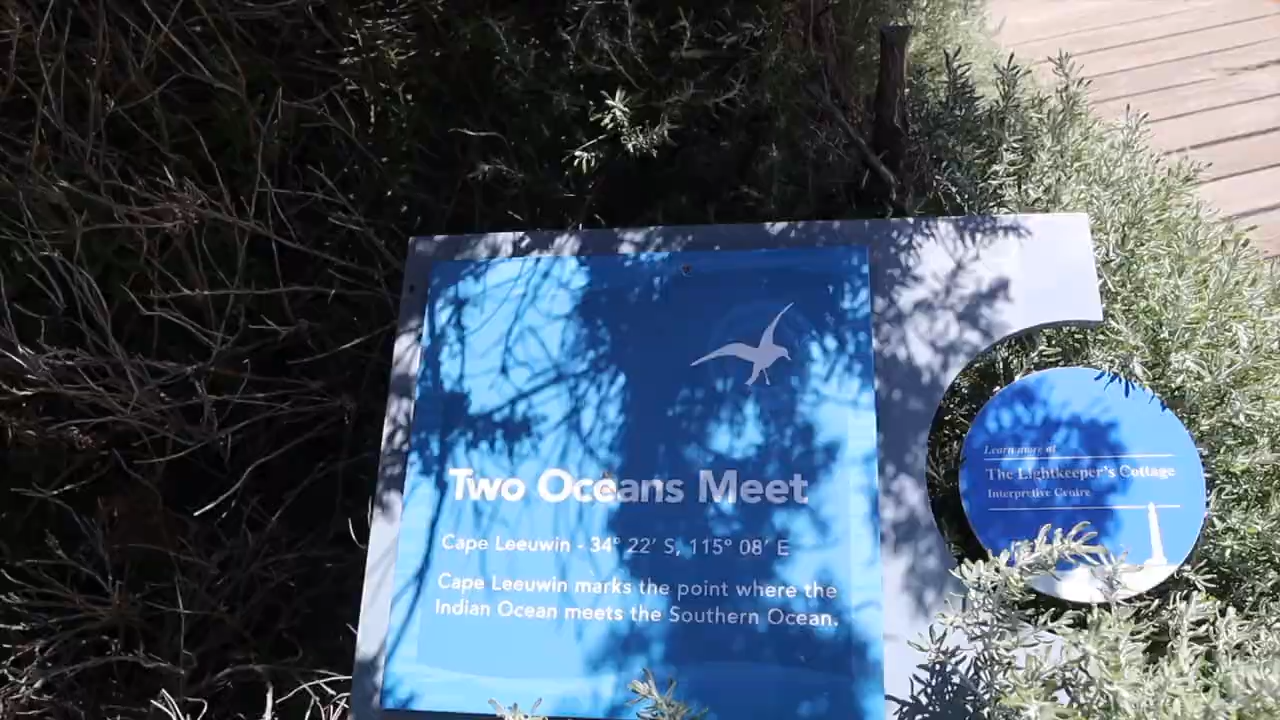 Two Oceans Meet
Cape Leeuwin - 34° 22' S, 115° 08' E
Cape Leeuwin marks the point where the
Indian Ocean meets the Southern Ocean.
Learn more at
The Lightkeeper's Cottage
Interpretive Centre